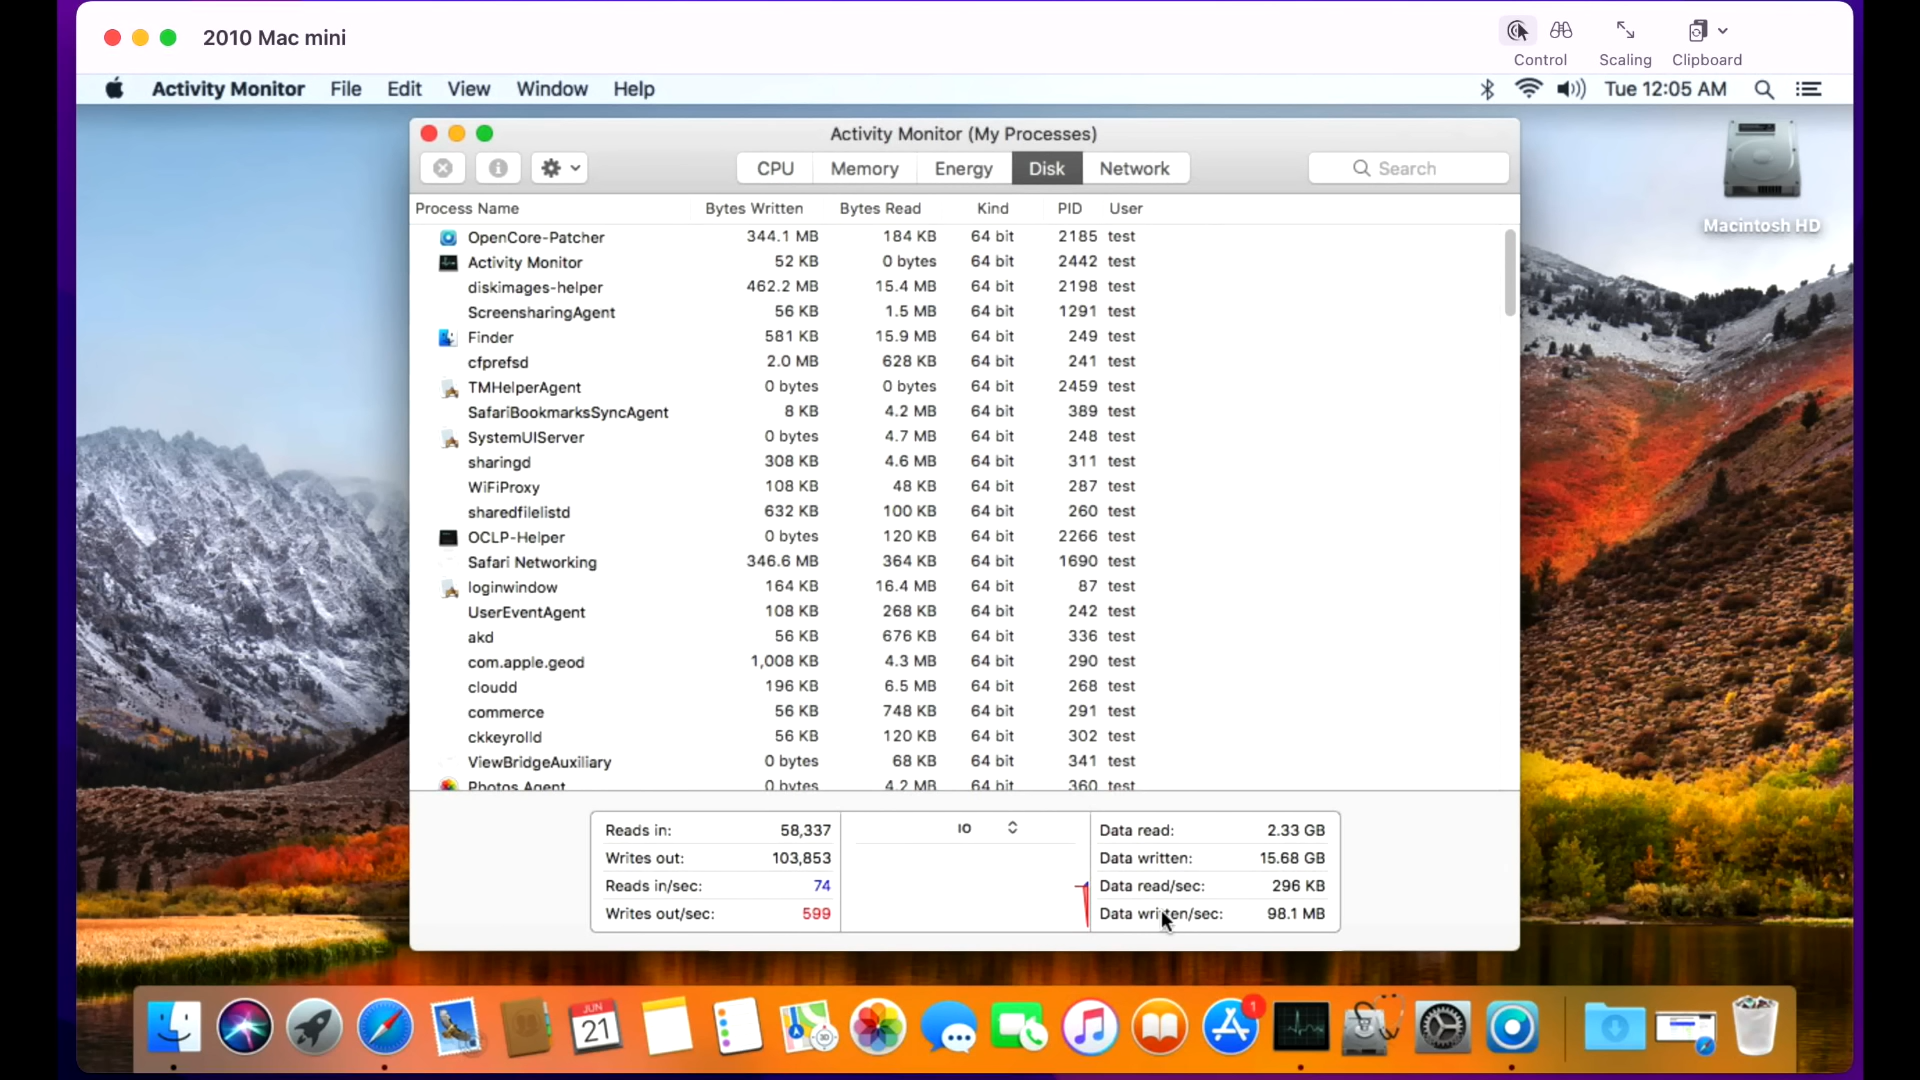 2010 Mac mini
Control
Scaling
Clipboard
Activity Monitor File Edit View Window Help
Tue 12:05 AM
Activity Monitor (My Processes)
CPU Memory Energy Disk Network
Search
Macintosh HD
Process Name Bytes Written Bytes Read Kind PID User
OpenCore-Patcher 344.1 MB 184 KB 64 bit 2185 test
Activity Monitor 52 KB 0 bytes 64 bit 2442 test
diskimages-helper 462.2 MB 15.4 MB 64 bit 2198 test
ScreensharingAgent 56 KB 1.5 MB 64 bit 1291 test
Finder 581 KB 15.9 MB 64 bit 249 test
cfprefsd 2.0 MB 628 KB 64 bit 241 test
TMHelperAgent 0 bytes 0 bytes 64 bit 2459 test
SafariBookmarksSyncAgent 8 KB 4.2 MB 64 bit 389 test
SystemUIServer 0 bytes 4.7 MB 64 bit 248 test
sharingd 308 KB 4.6 MB 64 bit 311 test
WiFiProxy 108 KB 48 KB 64 bit 287 test
sharedfilelistd 632 KB 100 KB 64 bit 260 test
OCLP-Helper 0 bytes 120 KB 64 bit 2266 test
Safari Networking 346.6 MB 364 KB 64 bit 1690 test
loginwindow 164 KB 16.4 MB 64 bit 87 test
UserEventAgent 108 KB 268 KB 64 bit 242 test
akd 56 KB 676 KB 64 bit 336 test
com.apple.geod 1,008 KB 4.3 MB 64 bit 290 test
cloudd 196 KB 6.5 MB 64 bit 268 test
commerce 56 KB 748 KB 64 bit 291 test
ckkeyrolld 56 KB 120 KB 64 bit 302 test
ViewBridgeAuxiliary 0 bytes 68 KB 64 bit 341 test
Photos Agent 0 bytes 4.2 MB 64 bit 360 test
Reads in: 58,337
Writes out: 103,853
Reads in/sec: 74
Writes out/sec: 599
IO
Data read: 2.33 GB
Data written: 15.68 GB
Data read/sec: 296 KB
Data written/sec: 98.1 MB
JUN
21
1